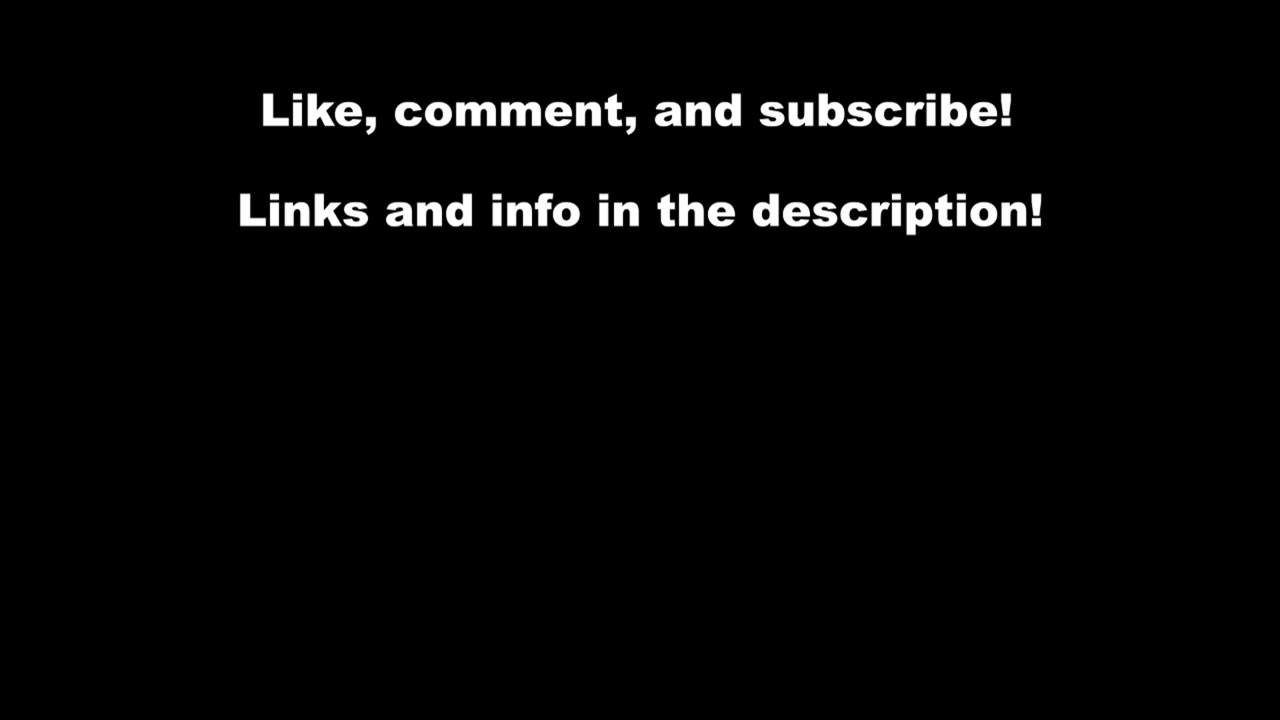 Like, comment, and subscribe!
Links and info in the description!